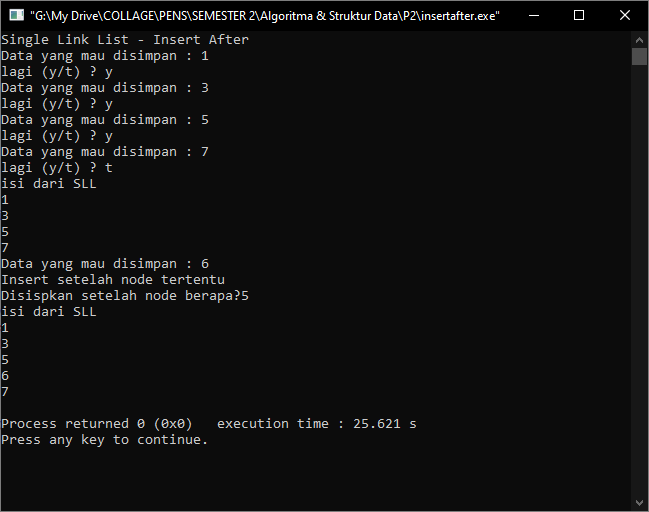 "G:\My Drive\COLLAGE\PENS\SEMESTER 2\Algoritma & Struktur Data\P2\insertafter.exe"
Single Link List - Insert After
Data yang mau disimpan : 1
lagi (y/t) ? y
Data yang mau disimpan : 3
lagi (y/t) ? y
Data yang mau disimpan : 5
lagi (y/t) ? y
Data yang mau disimpan : 7
lagi (y/t) ? t
isi dari SLL
1
3
5
7
Data yang mau disimpan : 6
Insert setelah node tertentu
Disispkan setelah node berapa?5
isi dari SLL
1
3
5
6
7
Process returned 0 (0x0)   execution time : 25.621 s
Press any key to continue.